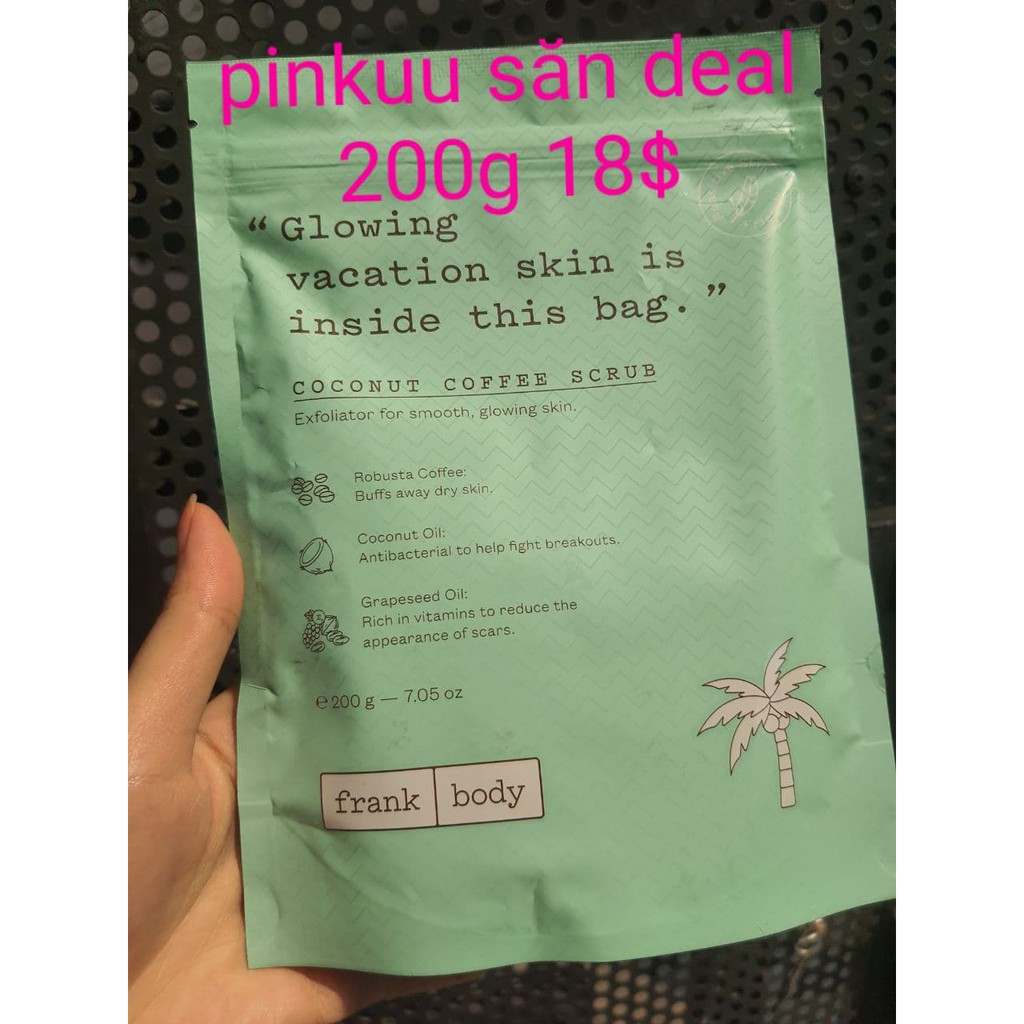 pinkuu săn deal
200g 18$
“Glowing
vacation skin is
inside this bag.”
COCONUT COFFEE SCRUB
Exfoliator for smooth, glowing skin.
Robusta Coffee:
Buffs away dry skin.
Coconut Oil:
Antibacterial to help fight breakouts.
Grapeseed Oil:
Rich in vitamins to reduce the
appearance of scars.
℮ 200 g — 7.05 oz
frank body